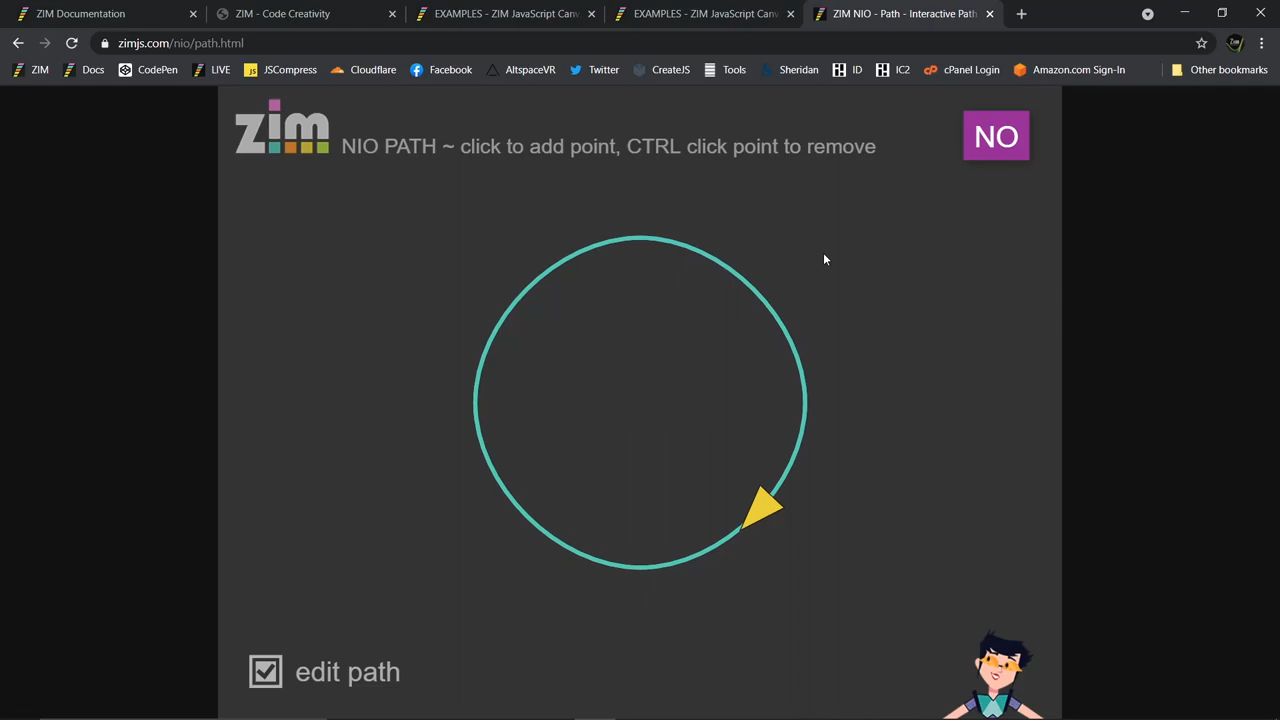 ZIM Documentation
ZIM - Code Creativity
EXAMPLES - ZIM JavaScript Canv
EXAMPLES - ZIM JavaScript Canv
ZIM NIO - Path - Interactive Path
zimjs.com/nio/path.html
ZIM
Docs
CodePen
LIVE
JSCompress
Cloudflare
Facebook
AltspaceVR
Twitter
CreateJS
Tools
Sheridan
ID
IC2
cPanel Login
Amazon.com Sign-In
Other bookmarks
zim
NIO PATH ~ click to add point, CTRL click point to remove
NO
edit path